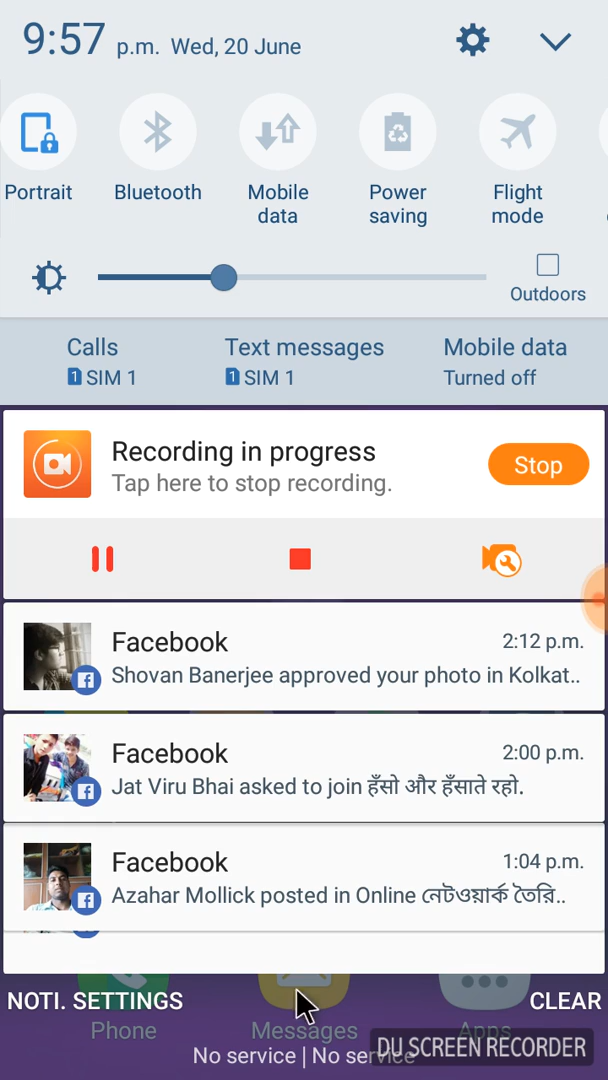 9:57 p.m. Wed, 20 June
Portrait
Bluetooth
Mobile data
Power saving
Flight mode
Outdoors
Calls
1 SIM 1
Text messages
1 SIM 1
Mobile data
Turned off
Recording in progress
Tap here to stop recording.
Stop
Facebook 2:12 p.m.
Shovan Banerjee approved your photo in Kolkat..
Facebook 2:00 p.m.
Jat Viru Bhai asked to join हँसो और हँसाते रहो.
Facebook 1:04 p.m.
Azahar Mollick posted in Online নেটওয়ার্ক তৈরি..
NOTI. SETTINGS
CLEAR
Phone
Messages
Apps
No service | No service
DU SCREEN RECORDER